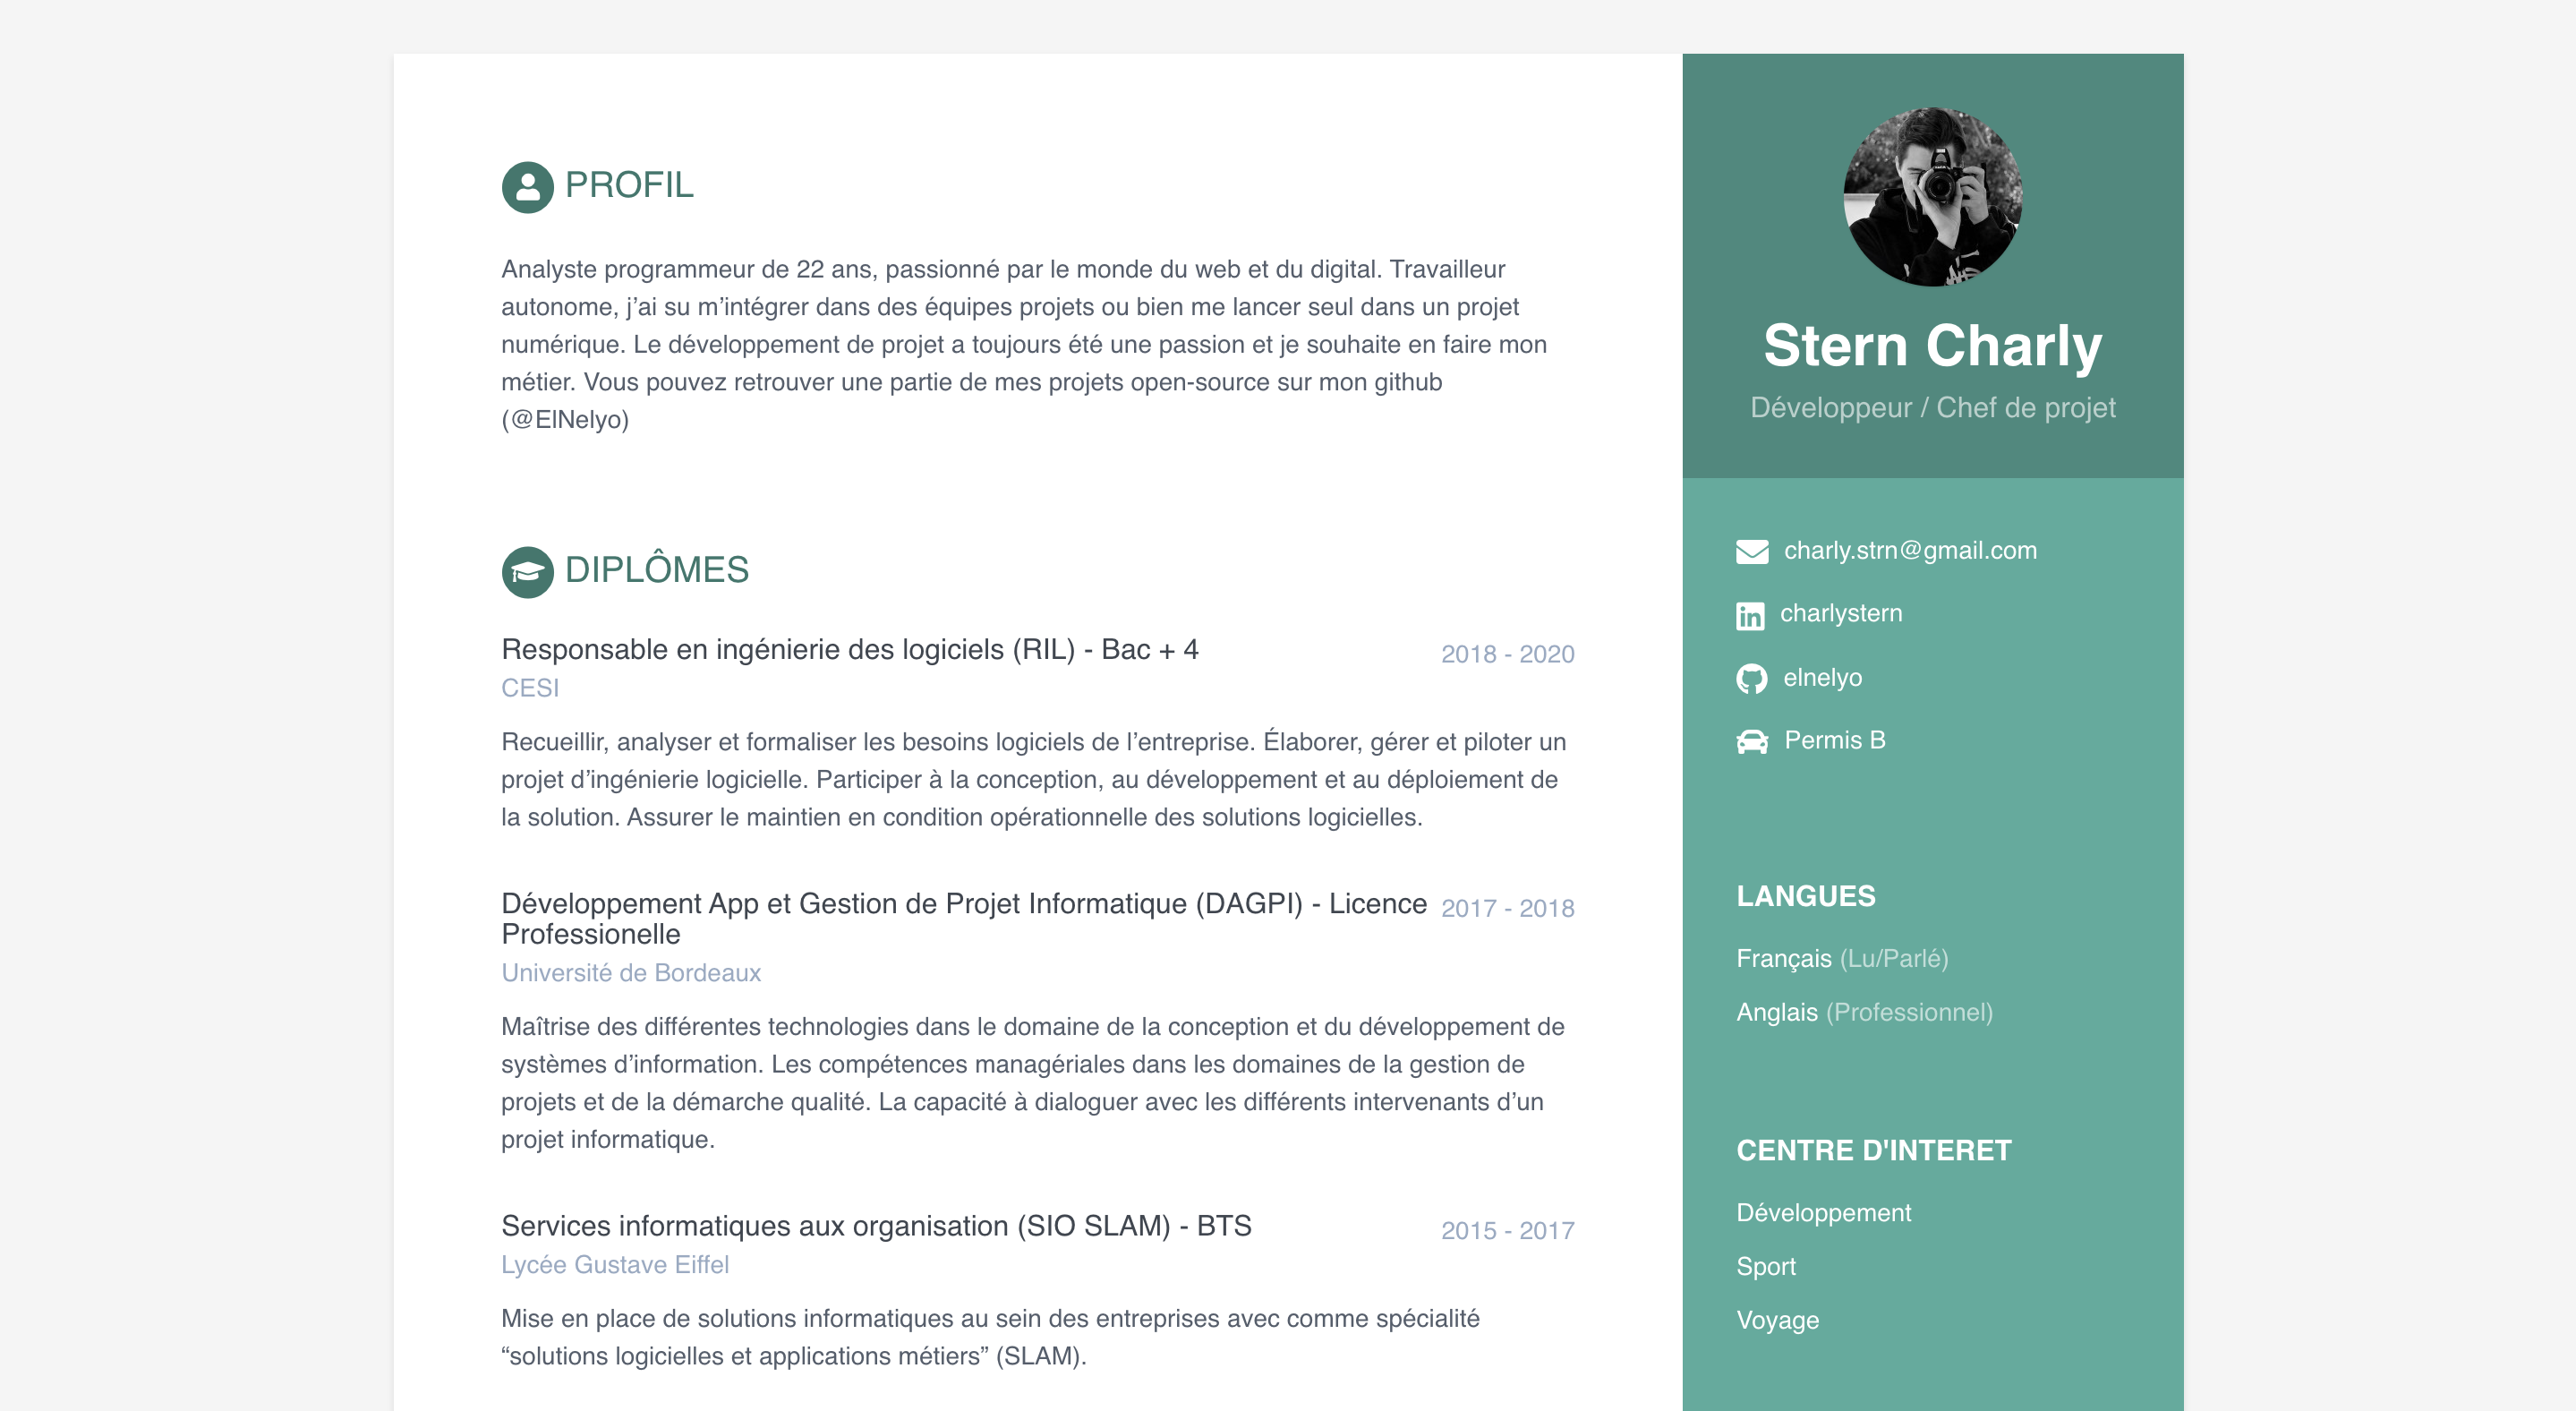 PROFIL
Analyste programmeur de 22 ans, passionné par le monde du web et du digital. Travailleur
autonome, j’ai su m’intégrer dans des équipes projets ou bien me lancer seul dans un projet
numérique. Le développement de projet a toujours été une passion et je souhaite en faire mon
métier. Vous pouvez retrouver une partie de mes projets open-source sur mon github
(@ElNelyo)
DIPLÔMES
Responsable en ingénierie des logiciels (RIL) - Bac + 4
2018 - 2020
CESI
Recueillir, analyser et formaliser les besoins logiciels de l’entreprise. Élaborer, gérer et piloter un
projet d’ingénierie logicielle. Participer à la conception, au développement et au déploiement de
la solution. Assurer le maintien en condition opérationnelle des solutions logicielles.
Développement App et Gestion de Projet Informatique (DAGPI) - Licence
Professionelle
2017 - 2018
Université de Bordeaux
Maîtrise des différentes technologies dans le domaine de la conception et du développement de
systèmes d’information. Les compétences managériales dans les domaines de la gestion de
projets et de la démarche qualité. La capacité à dialoguer avec les différents intervenants d’un
projet informatique.
Services informatiques aux organisation (SIO SLAM) - BTS
2015 - 2017
Lycée Gustave Eiffel
Mise en place de solutions informatiques au sein des entreprises avec comme spécialité
“solutions logicielles et applications métiers” (SLAM).
Stern Charly
Développeur / Chef de projet
charly.strn@gmail.com
charlystern
elnelyo
Permis B
LANGUES
Français (Lu/Parlé)
Anglais (Professionnel)
CENTRE D'INTERET
Développement
Sport
Voyage